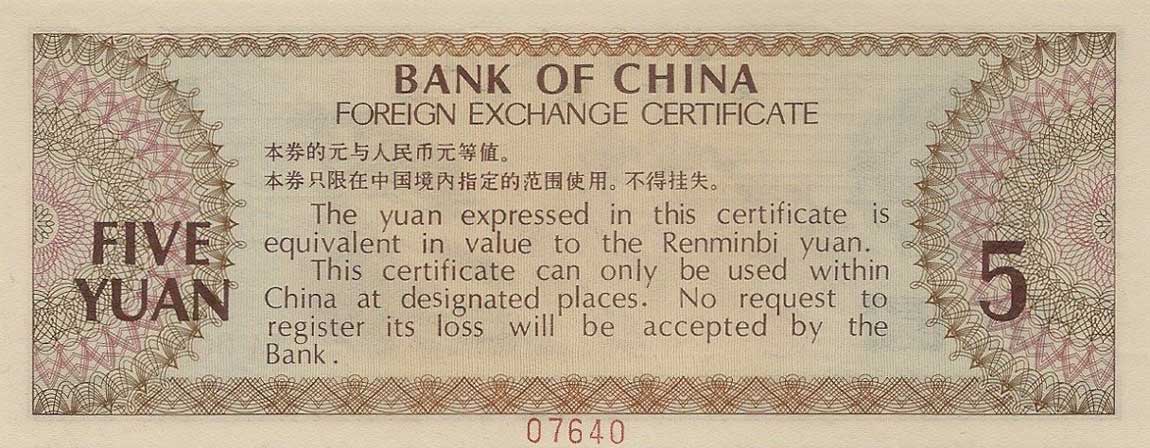 BANK OF CHINA
FOREIGN EXCHANGE CERTIFICATE
本券的元与人民币元等值。
本券只限在中国境内指定的范围使用。不得挂失。
The yuan expressed in this certificate is
equivalent in value to the Renminbi yuan.
This certificate can only be used within
China at designated places. No request to
register its loss will be accepted by the
Bank.
FIVE
YUAN
5
07640